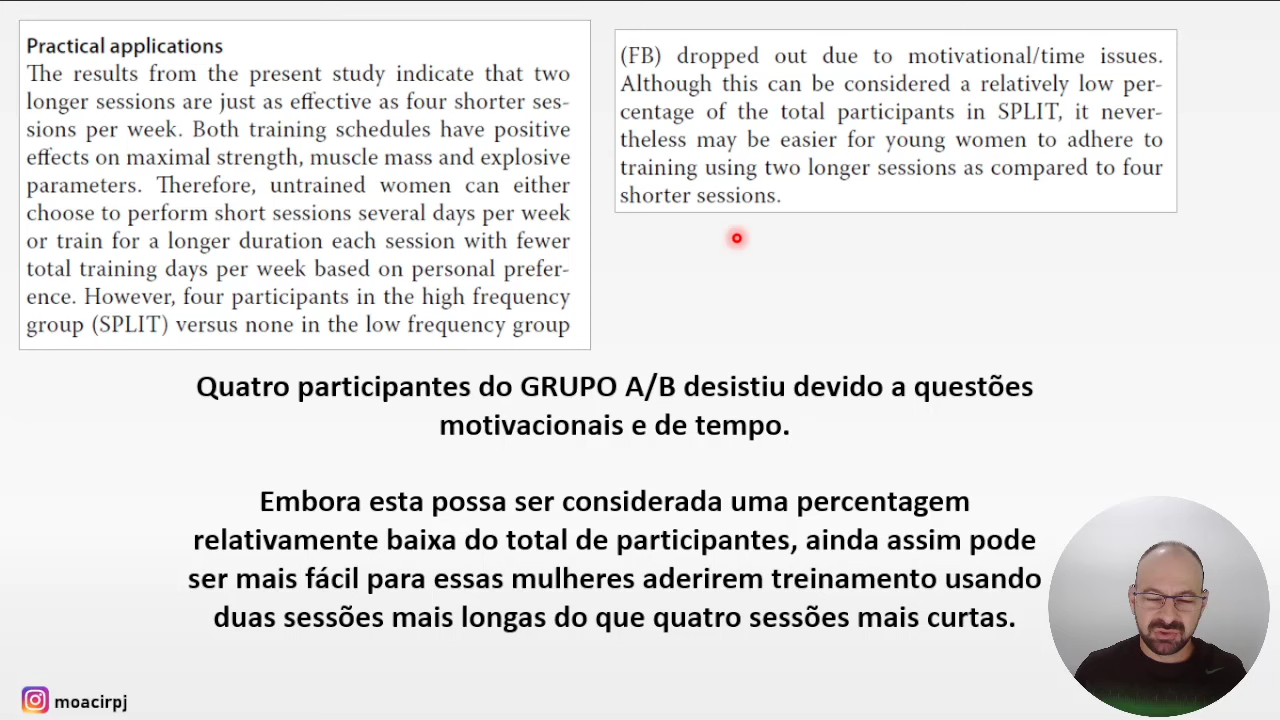 Practical applications
The results from the present study indicate that two
longer sessions are just as effective as four shorter ses-
sions per week. Both training schedules have positive
effects on maximal strength, muscle mass and explosive
parameters. Therefore, untrained women can either
choose to perform short sessions several days per week
or train for a longer duration each session with fewer
total training days per week based on personal prefer-
ence. However, four participants in the high frequency
group (SPLIT) versus none in the low frequency group
(FB) dropped out due to motivational/time issues.
Although this can be considered a relatively low per-
centage of the total participants in SPLIT, it never-
theless may be easier for young women to adhere to
training using two longer sessions as compared to four
shorter sessions.
Quatro participantes do GRUPO A/B desistiu devido a questões
motivacionais e de tempo.
Embora esta possa ser considerada uma percentagem
relativamente baixa do total de participantes, ainda assim pode
ser mais fácil para essas mulheres aderirem treinamento usando
duas sessões mais longas do que quatro sessões mais curtas.
moacirpj